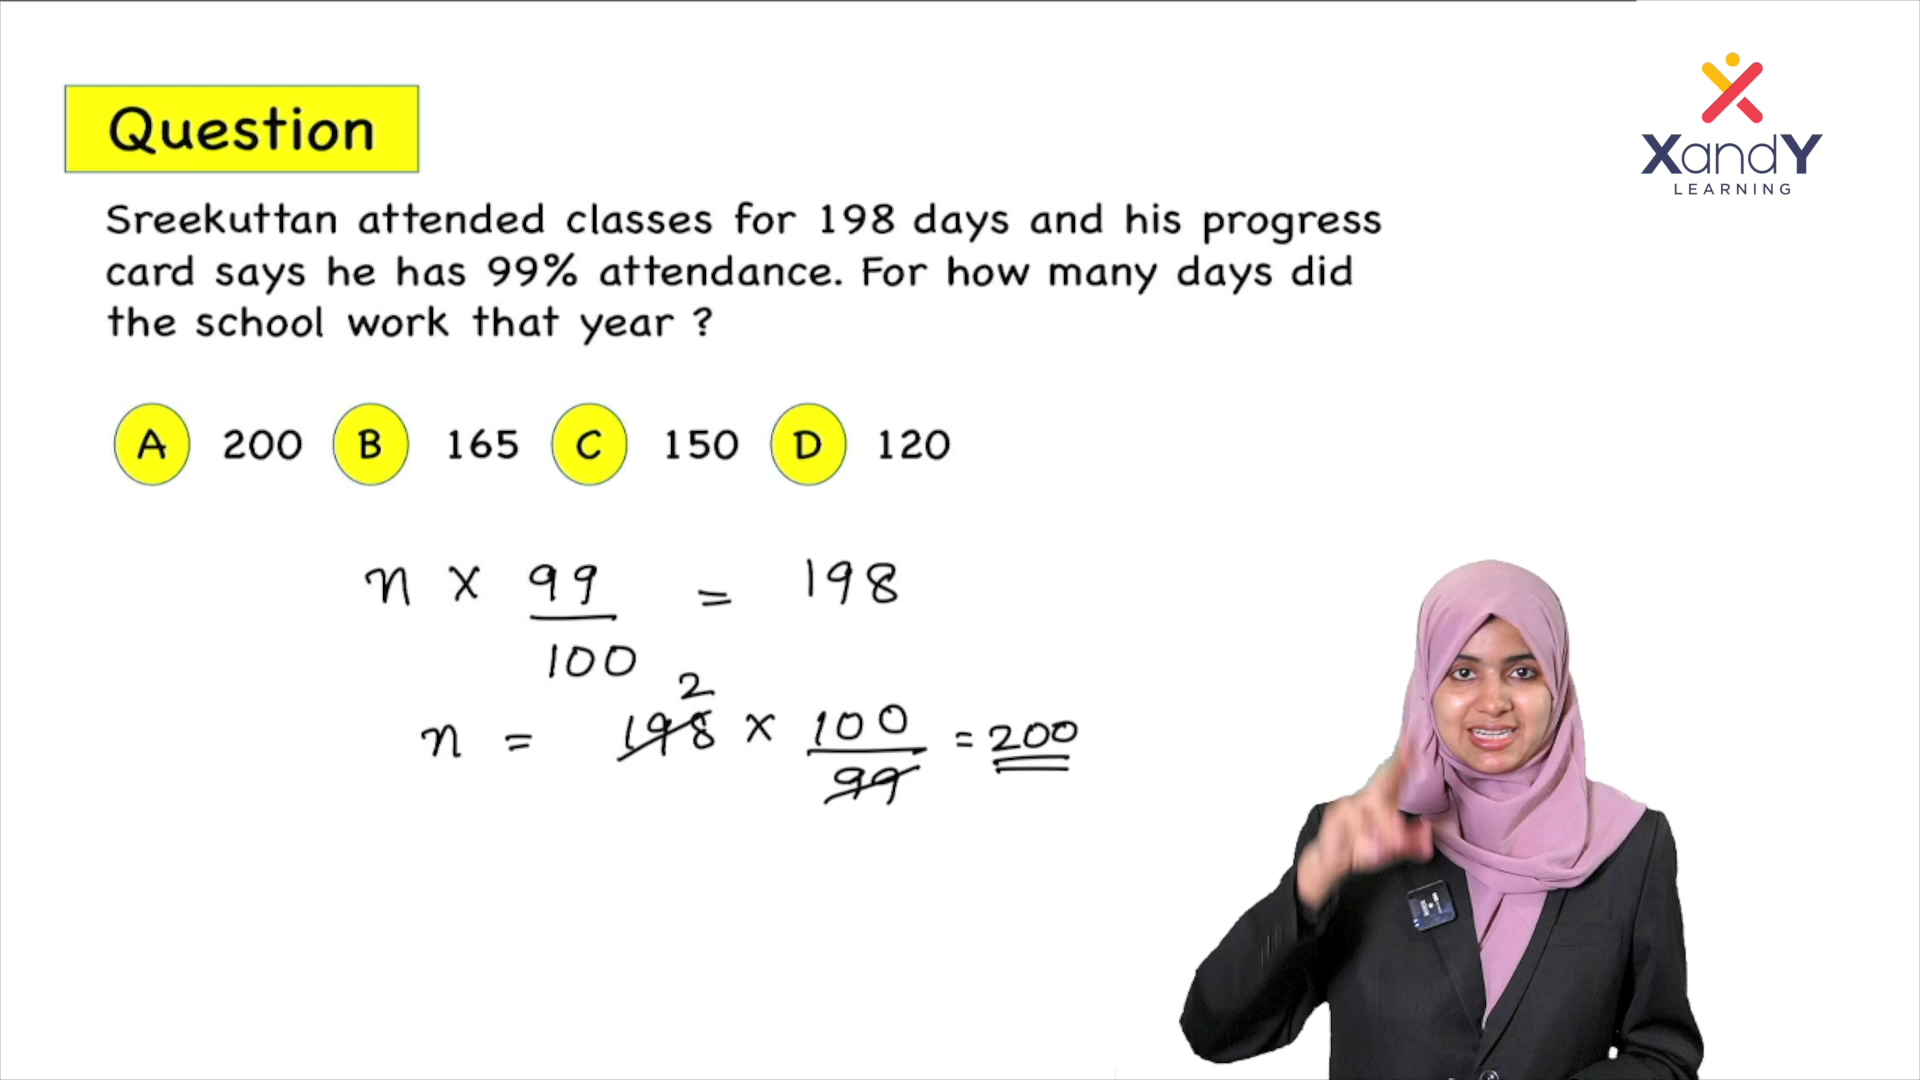 Question
XandY
LEARNING
Sreekuttan attended classes for 198 days and his progress
card says he has 99% attendance. For how many days did
the school work that year ?
A 200 B 165 C 150 D 120
n × 99/100 = 198
2
n = 198 × 100/99 = 200